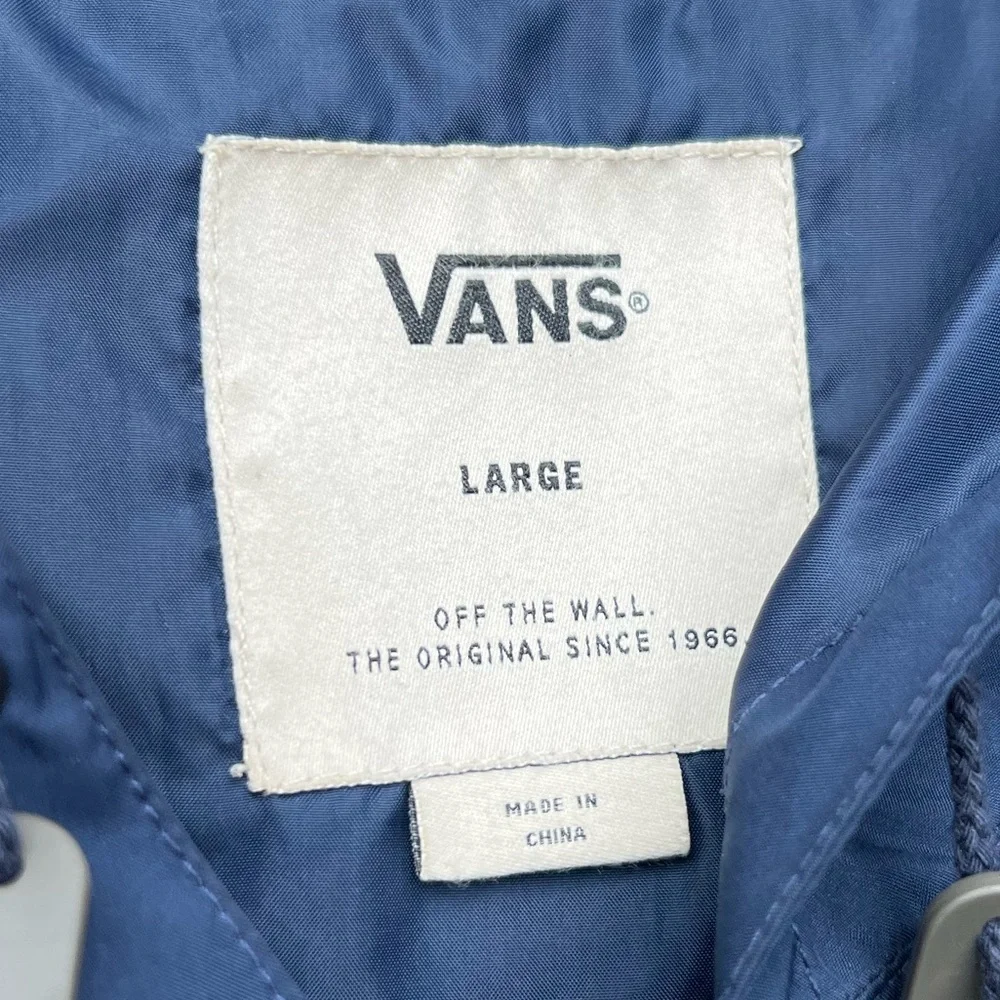 VANS®
LARGE
OFF THE WALL.
THE ORIGINAL SINCE 1966.
MADE IN
CHINA